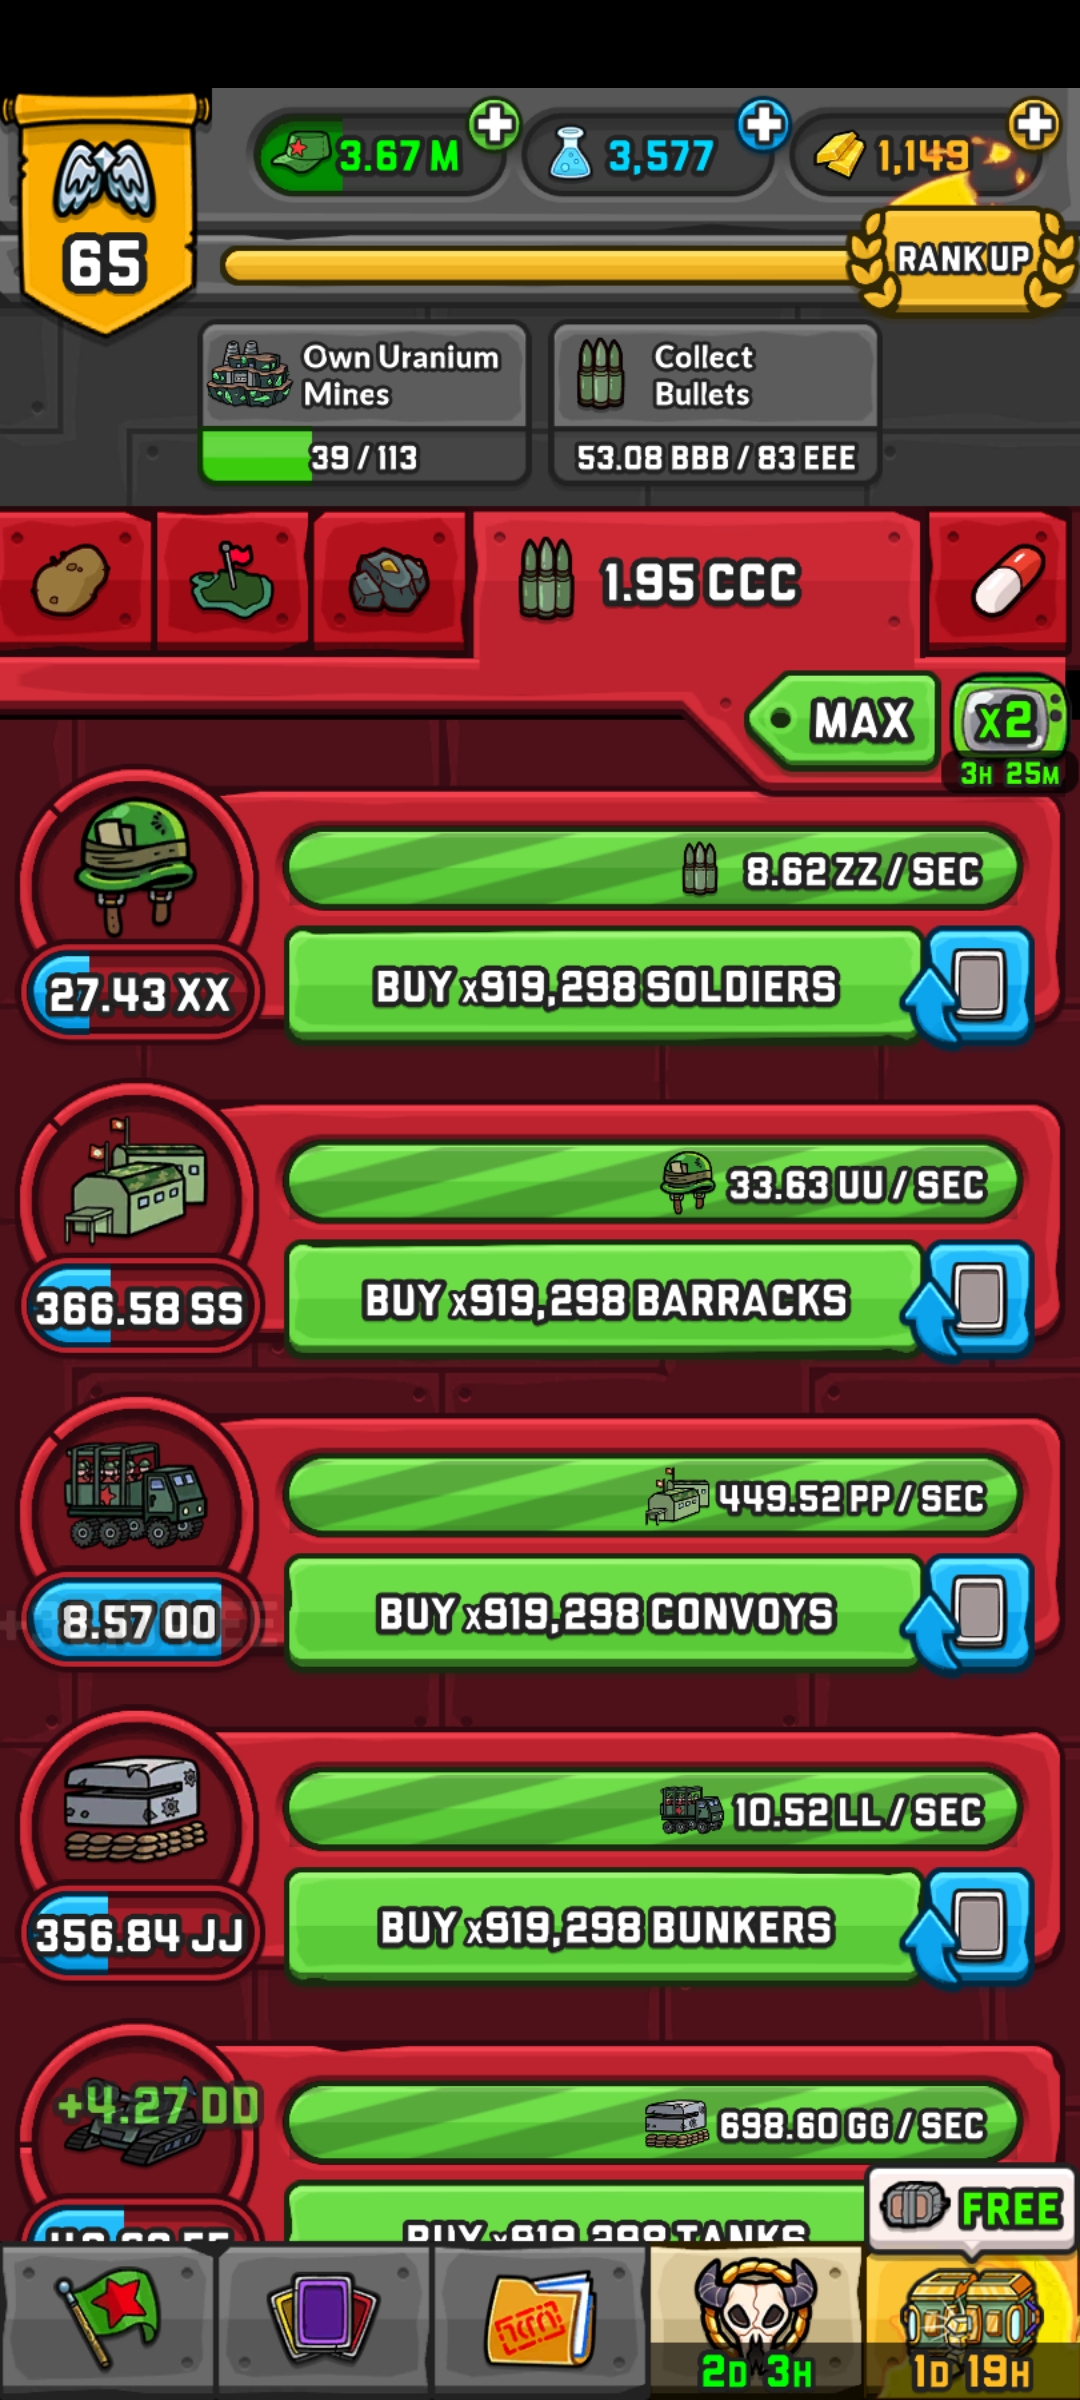 3.67 M
3,577
1,149
65
RANK UP
Own Uranium
Mines
39 / 113
Collect
Bullets
53.08 BBB / 83 EEE
1.95 CCC
MAX
x2
3H 25M
8.62 ZZ / SEC
27.43 XX
BUY x919,298 SOLDIERS
33.63 UU / SEC
366.58 SS
BUY x919,298 BARRACKS
449.52 PP / SEC
8.57 OO
BUY x919,298 CONVOYS
10.52 LL / SEC
356.84 JJ
BUY x919,298 BUNKERS
+4.27 DD
698.60 GG / SEC
BUY x919,298 TANKS
FREE
2D 3H
1D 19H